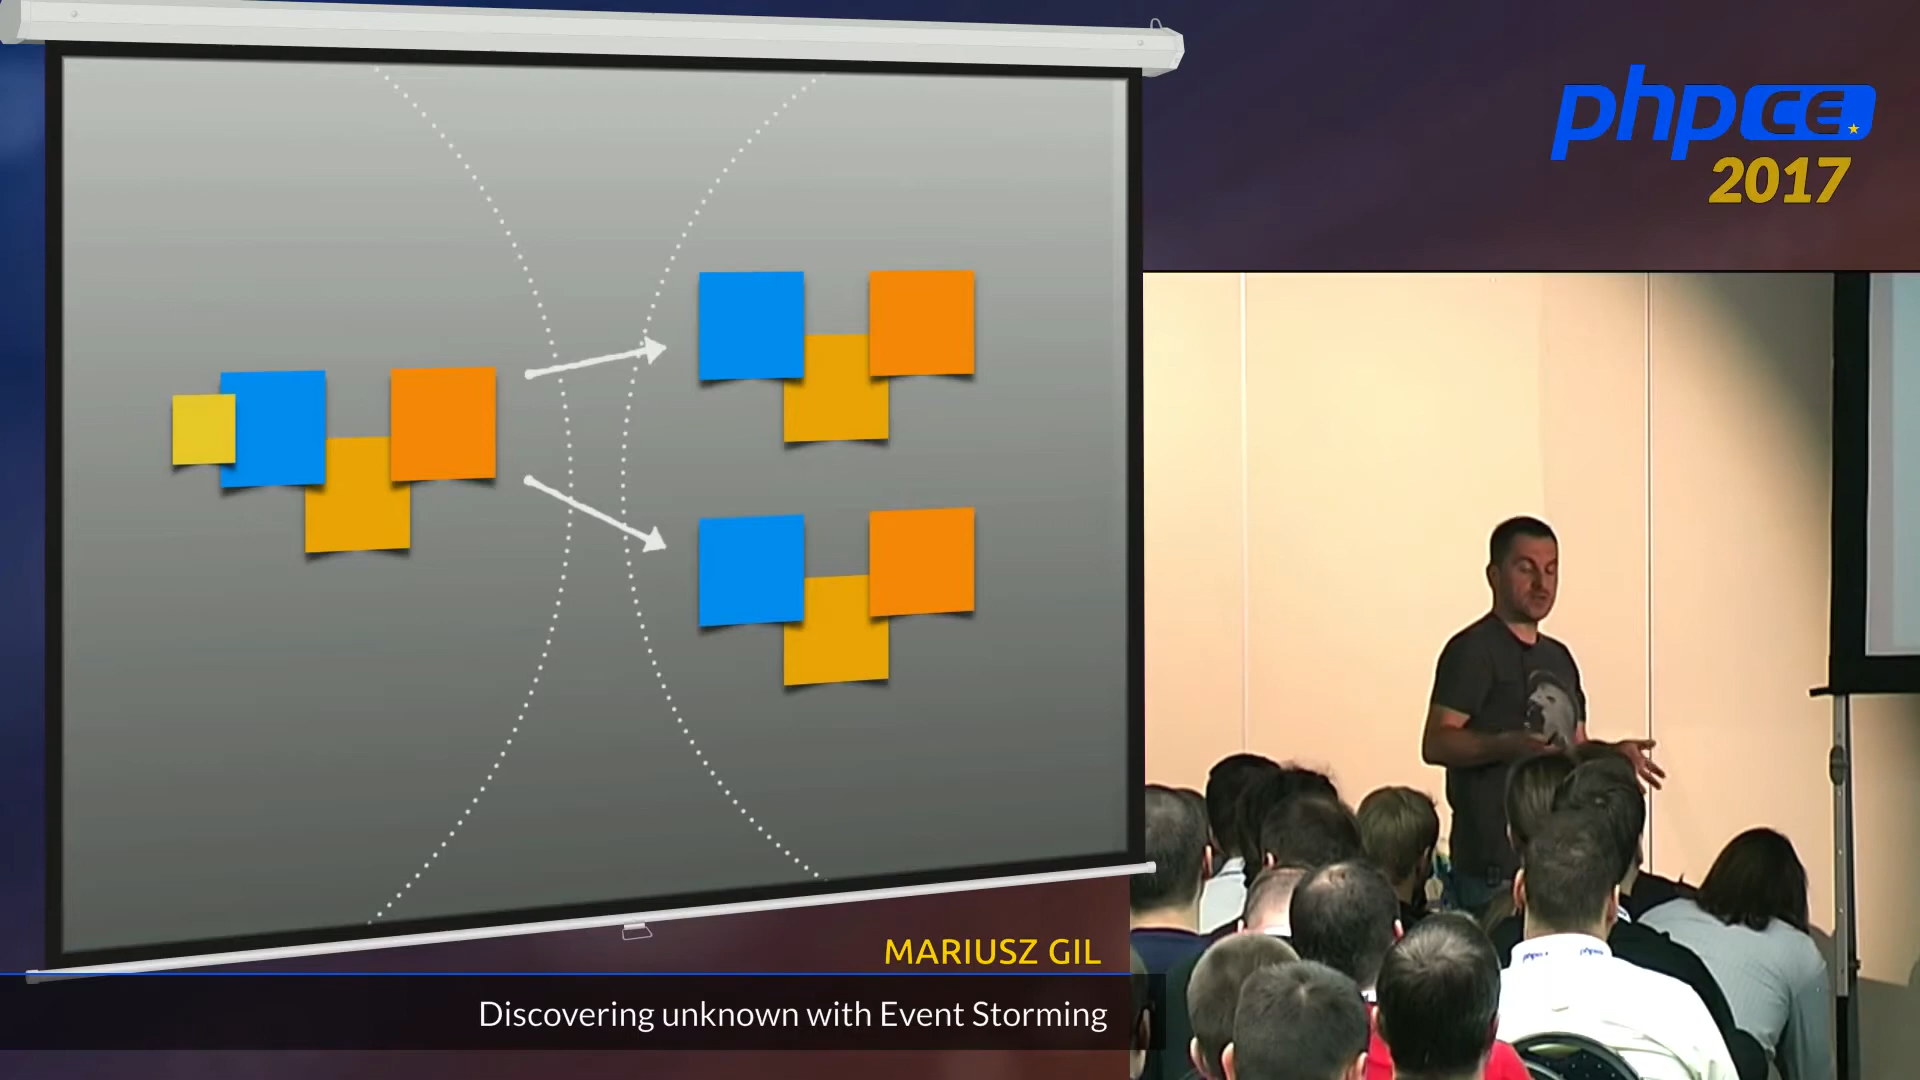 phpCE
2017
MARIUSZ GIL
Discovering unknown with Event Storming